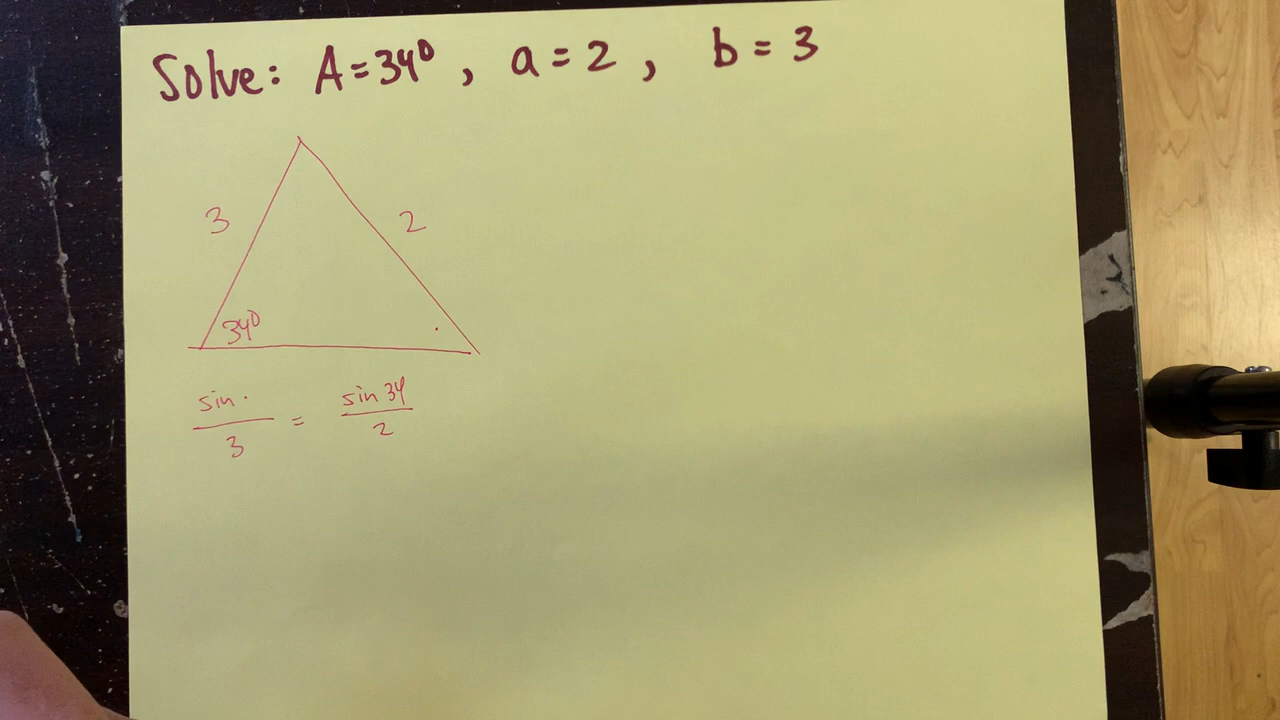 Solve: A=34° , a=2 , b=3
3 2
34° .
sin· / 3 = sin 34 / 2